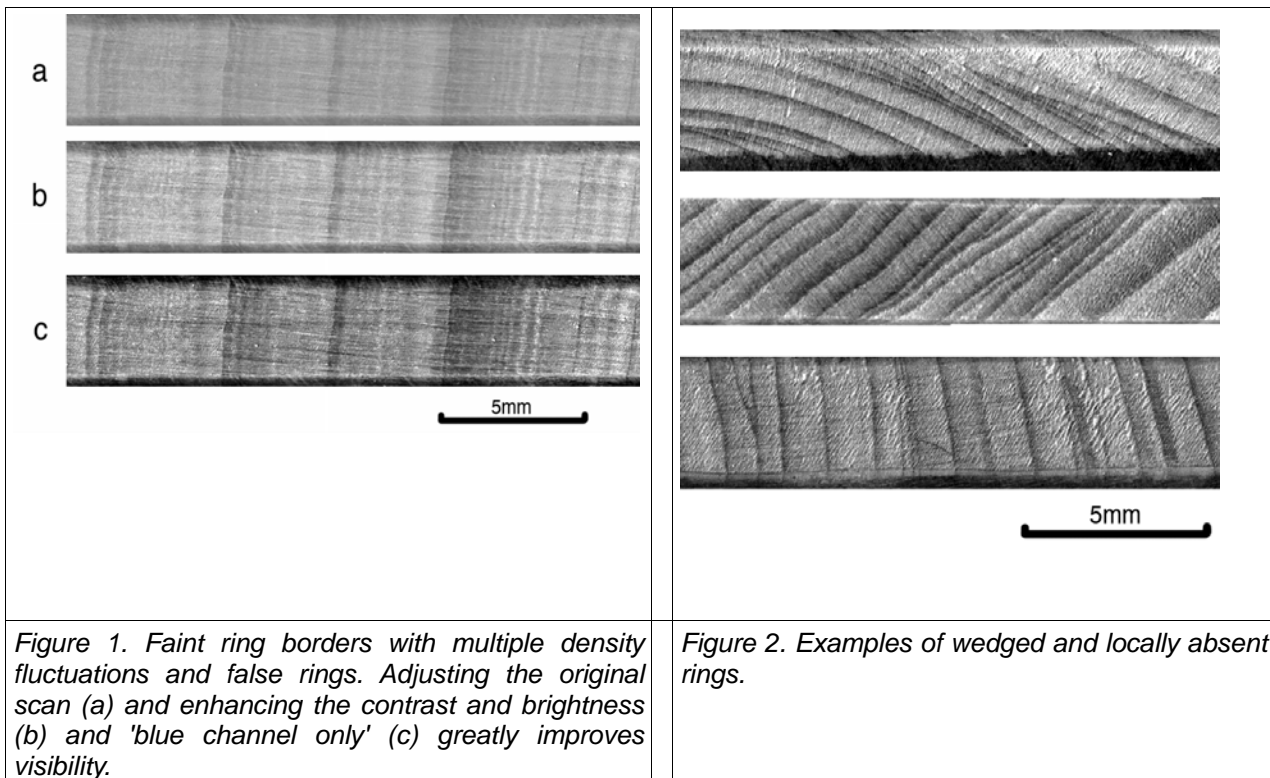 a
b
c
5mm
Figure 1. Faint ring borders with multiple density
fluctuations and false rings. Adjusting the original
scan (a) and enhancing the contrast and brightness
(b) and 'blue channel only' (c) greatly improves
visibility.
5mm
Figure 2. Examples of wedged and locally absent
rings.